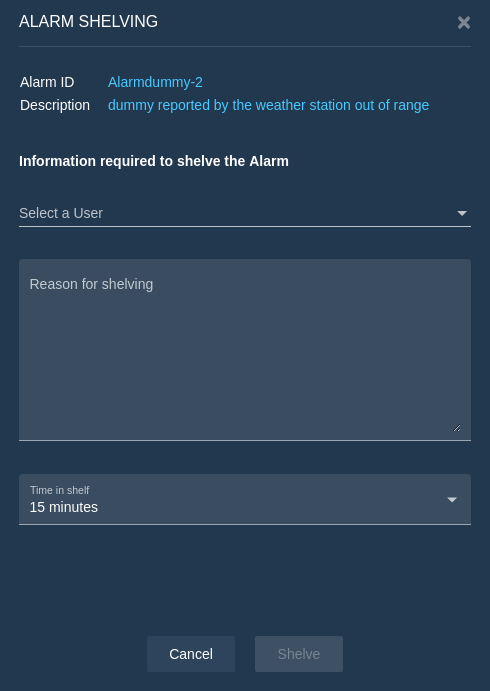 ALARM SHELVING
Alarm ID Alarmdummy-2
Description dummy reported by the weather station out of range
Information required to shelve the Alarm
Select a User
Reason for shelving
Time in shelf
15 minutes
Cancel Shelve